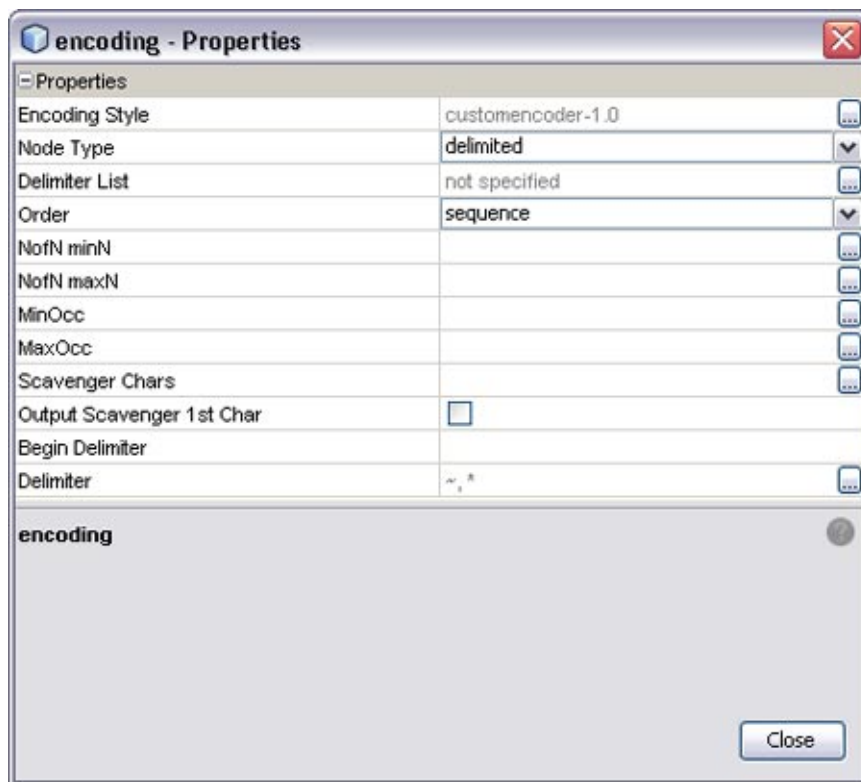 encoding - Properties
Properties
Encoding Style customencoder-1.0 ...
Node Type delimited
Delimiter List not specified ...
Order sequence
NofN minN ...
NofN maxN ...
MinOcc ...
MaxOcc ...
Scavenger Chars ...
Output Scavenger 1st Char
Begin Delimiter
Delimiter ~, * ...
encoding ?
Close